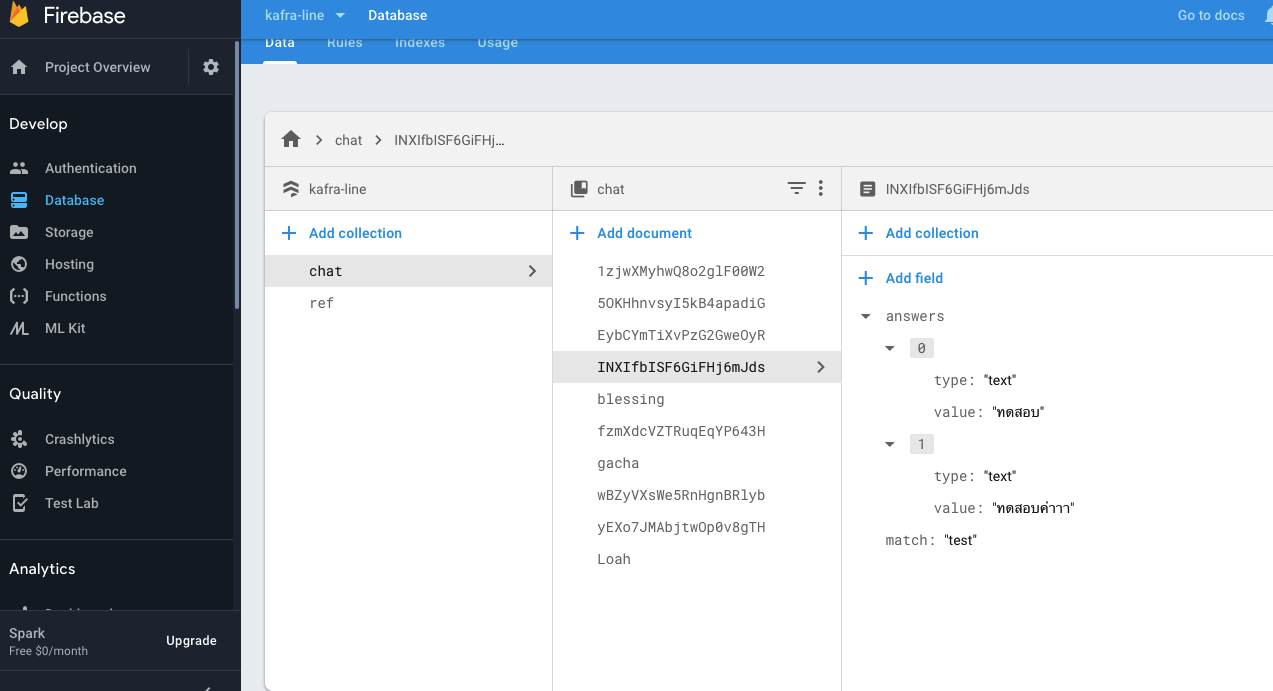 Firebase
kafra-line
Database
Go to docs
Data
Rules
Indexes
Usage
Project Overview
Develop
Authentication
Database
Storage
Hosting
Functions
ML Kit
Quality
Crashlytics
Performance
Test Lab
Analytics
Spark
Free $0/month
Upgrade
chat
INXIfbISF6GiFHj…
kafra-line
Add collection
chat
ref
chat
Add document
1zjwXMyhwQ8o2glF00W2
5OKHhnvsyI5kB4apadiG
EybCYmTiXvPzG2GweOyR
INXIfbISF6GiFHj6mJds
blessing
fzmXdcVZTRuqEqYP643H
gacha
wBZyVXsWe5RnHgnBRlyb
yEXo7JMAbjtwOp0v8gTH
Loah
INXIfbISF6GiFHj6mJds
Add collection
Add field
answers
0
type: "text"
value: "ทดสอบ"
1
type: "text"
value: "ทดสอบค่าาา"
match: "test"